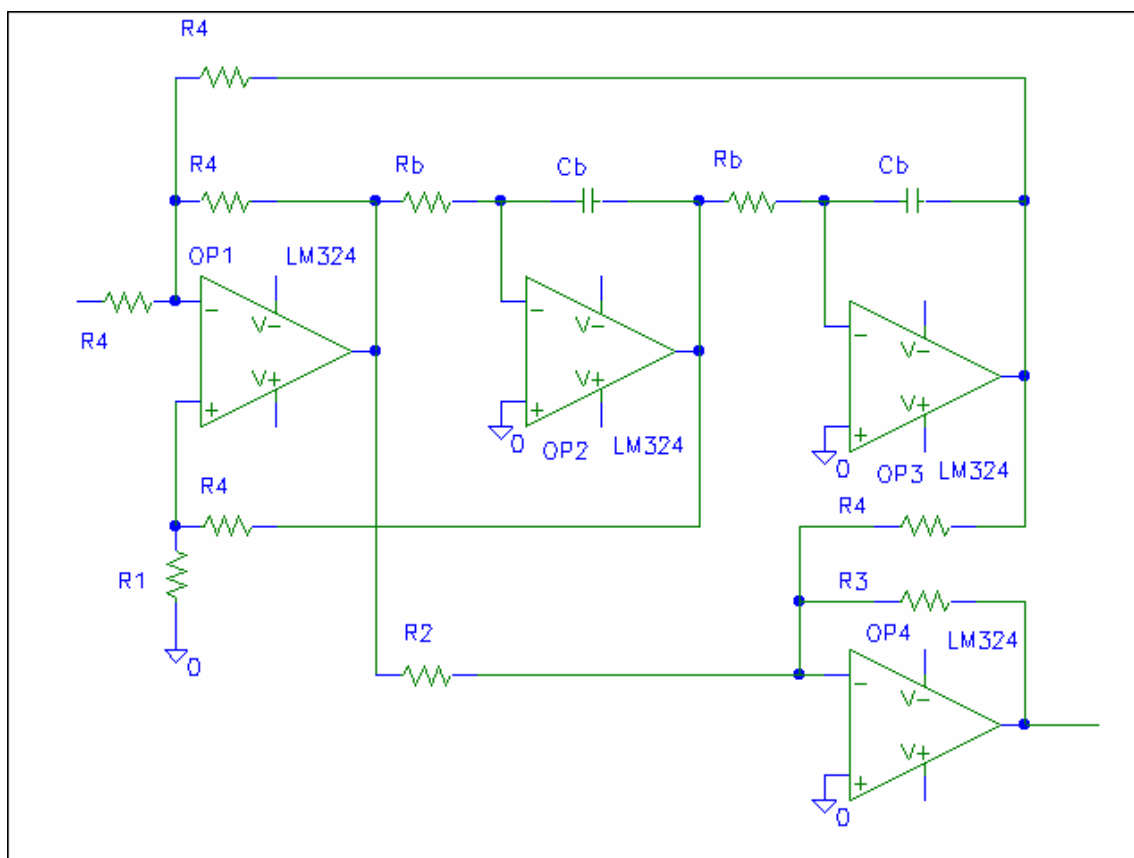 R4
R4 Rb Cb Rb Cb
OP1 LM324
- V- V+ +
R4
- V- V+ +
0 OP2 LM324
- V- V+ +
0 OP3 LM324
R4
R1
0
R4
R3
R2
OP4 LM324
- V- V+ +
0